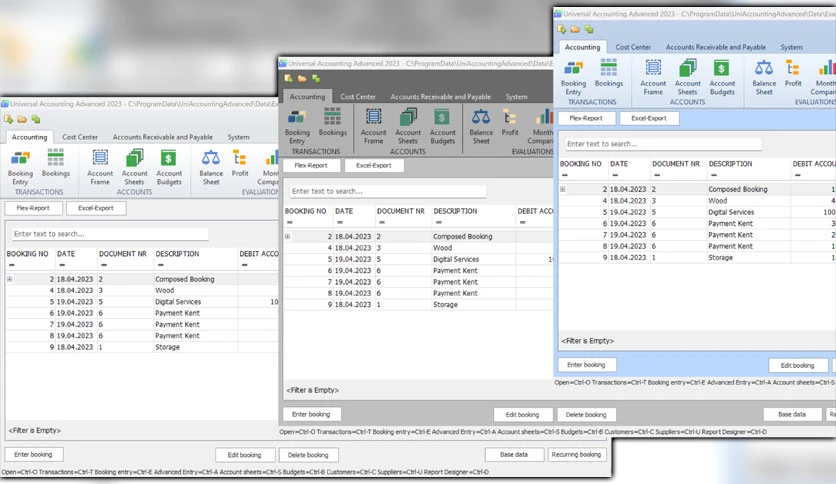 Universal Accounting Advanced 2023 - C:\ProgramData\UniAccountingAdvanced\Data\Ex
Accounting Cost Center Accounts Receivable and Payable System
Booking Entry Bookings Account Frame Account Sheets Account Budgets Balance Sheet Profit
TRANSACTIONS ACCOUNTS
Flex-Report Excel-Export
Enter text to search...
BOOKING NO DATE DOCUMENT NR DESCRIPTION DEBIT ACC
= = = =
2 18.04.2023 2 Composed Booking
4 18.04.2023 3 Wood
5 19.04.2023 5 Digital Services 10
6 19.04.2023 6 Payment Kent
7 19.04.2023 6 Payment Kent
8 19.04.2023 6 Payment Kent
9 18.04.2023 1 Storage
<Filter is Empty>
Enter booking Edit booking Delete booking Base data Recurring booking
Open=Ctrl-O Transactions=Ctrl-T Booking entry=Ctrl-E Advanced Entry=Ctrl-A Account sheets=Ctrl-S Budgets=Ctrl-B Customers=Ctrl-C Suppliers=Ctrl-U Report Designer=Ctrl-D
Universal Accounting Advanced 2023 - C:\ProgramData\UniAccountingAdvanced\Data\Ex
Accounting Cost Center Accounts Receivable and Payable System
Booking Entry Bookings Account Frame Account Sheets Account Budgets Balance Sheet Profit Month
TRANSACTIONS ACCOUNTS EVALUATION
Flex-Report Excel-Export
Enter text to search...
BOOKING NO DATE DOCUMENT NR DESCRIPTION DEBIT ACCO
= = = =
2 18.04.2023 2 Composed Booking
4 18.04.2023 3 Wood
5 19.04.2023 5 Digital Services 10
6 19.04.2023 6 Payment Kent
7 19.04.2023 6 Payment Kent
8 19.04.2023 6 Payment Kent
9 18.04.2023 1 Storage
<Filter is Empty>
Enter booking Edit booking Delete booking Base data
Open=Ctrl-O Transactions=Ctrl-T Booking entry=Ctrl-E Advanced Entry=Ctrl-A Account sheets=Ctrl-S Budgets=Ctrl-B Customers=Ctrl-C Suppliers=Ctrl-U Report Designer=Ctrl-D
Universal Accounting Advanced 2023 - C:\ProgramData\UniAccountingAdvanced\Data\Exa
Accounting Cost Center Accounts Receivable and Payable System
Booking Entry Bookings Account Frame Account Sheets Account Budgets Balance Sheet Profit Month Compar
TRANSACTIONS ACCOUNTS EVALUATION
Flex-Report Excel-Export
Enter text to search...
BOOKING NO DATE DOCUMENT NR DESCRIPTION DEBIT ACCOU
= = = = =
2 18.04.2023 2 Composed Booking 1
4 18.04.2023 3 Wood 4
5 19.04.2023 5 Digital Services 100
6 19.04.2023 6 Payment Kent 3
7 19.04.2023 6 Payment Kent 2
8 19.04.2023 6 Payment Kent 1
9 18.04.2023 1 Storage
<Filter is Empty>
Enter booking Edit booking
Open=Ctrl-O Transactions=Ctrl-T Booking entry=Ctrl-E Advanced Entry=Ctrl-A Account sheets=Ctrl-S